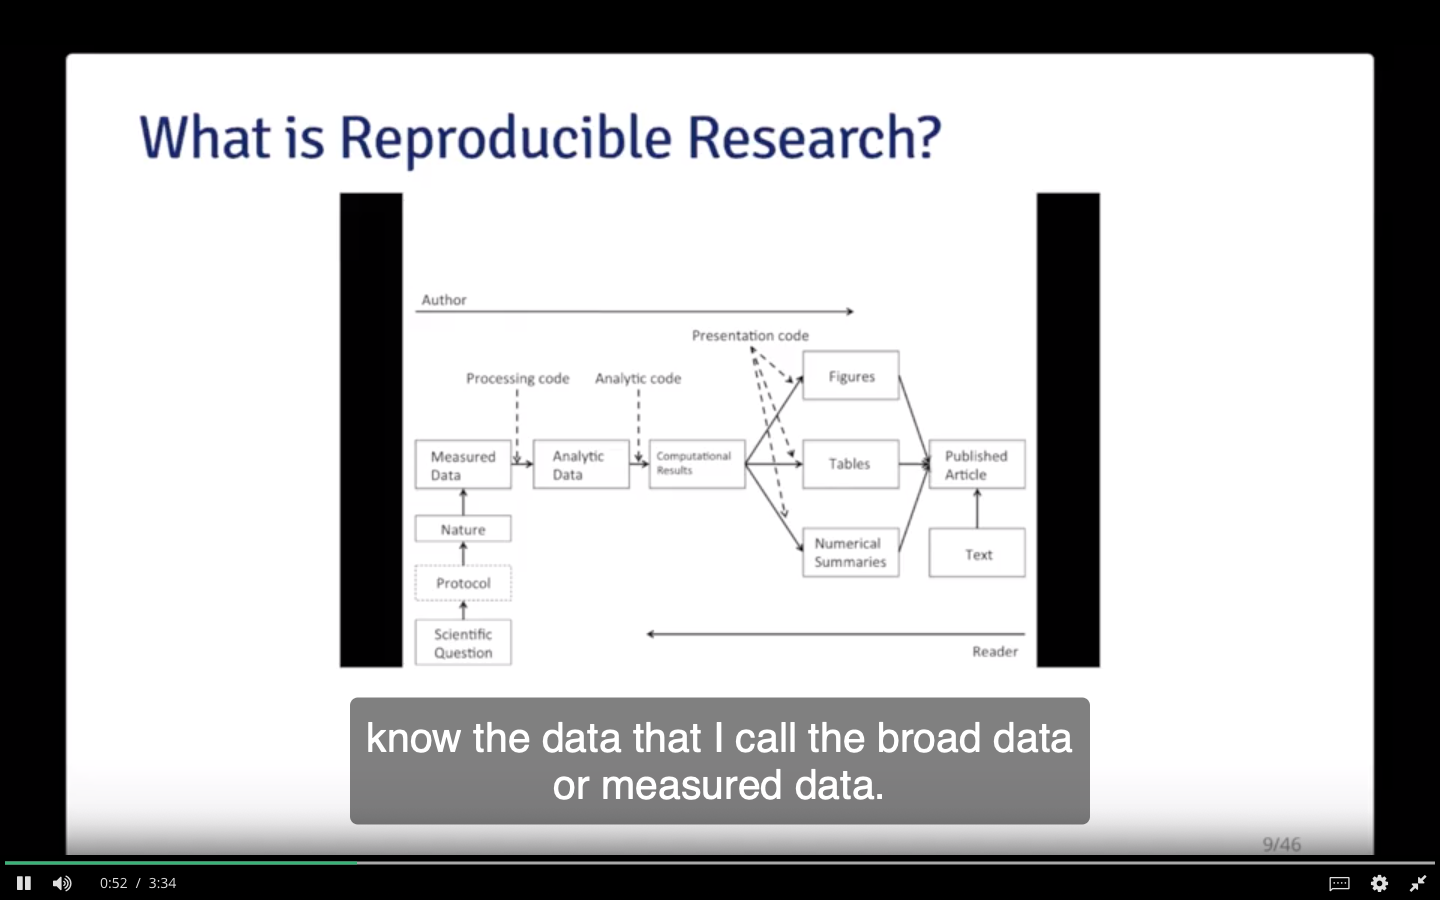 What is Reproducible Research?
Author
Presentation code
Processing code
Analytic code
Figures
Measured
Data
Analytic
Data
Computational
Results
Tables
Published
Article
Nature
Numerical
Summaries
Text
Protocol
Scientific
Question
Reader
know the data that I call the broad data
or measured data.
9/46
0:52 / 3:34